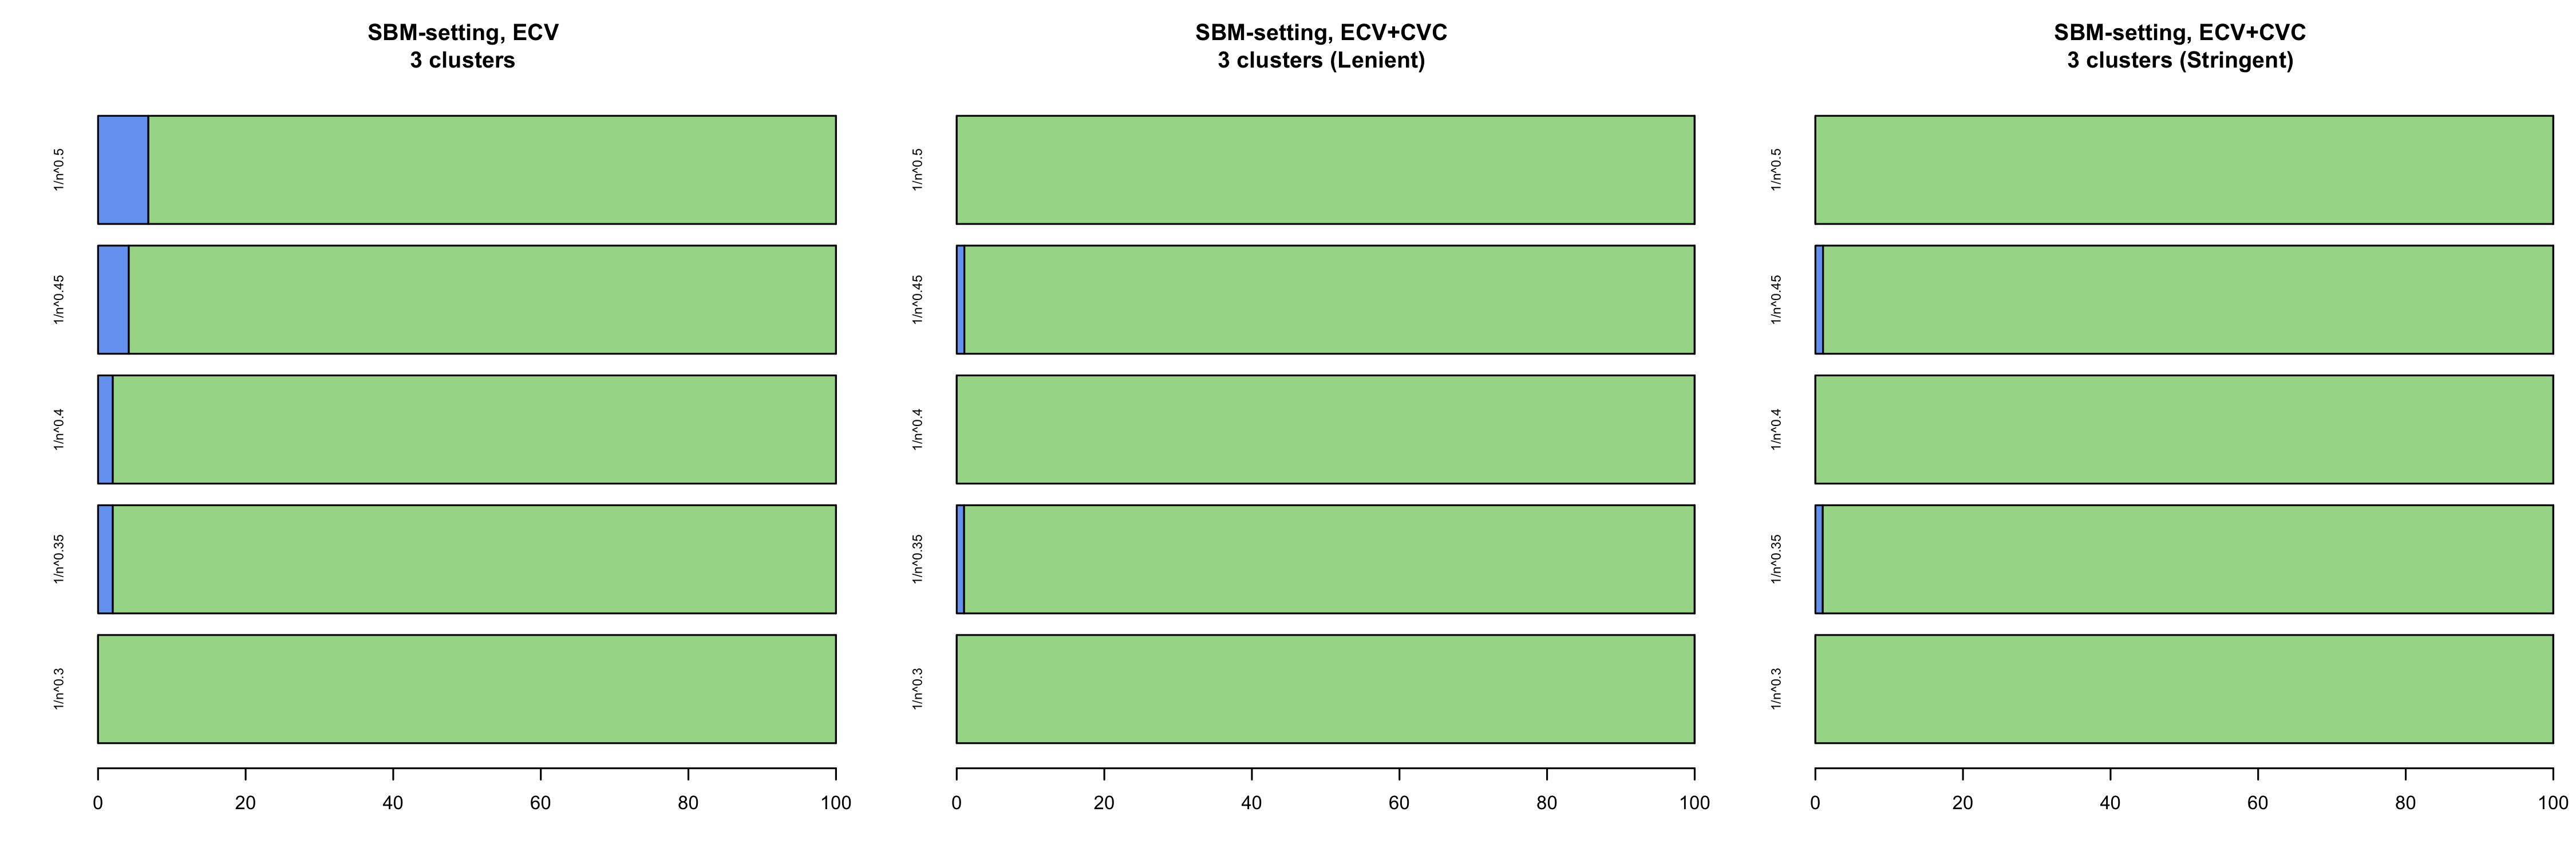 SBM-setting, ECV
3 clusters
1/n^0.5
1/n^0.45
1/n^0.4
1/n^0.35
1/n^0.3
0 20 40 60 80 100
SBM-setting, ECV+CVC
3 clusters (Lenient)
1/n^0.5
1/n^0.45
1/n^0.4
1/n^0.35
1/n^0.3
0 20 40 60 80 100
SBM-setting, ECV+CVC
3 clusters (Stringent)
1/n^0.5
1/n^0.45
1/n^0.4
1/n^0.35
1/n^0.3
0 20 40 60 80 100